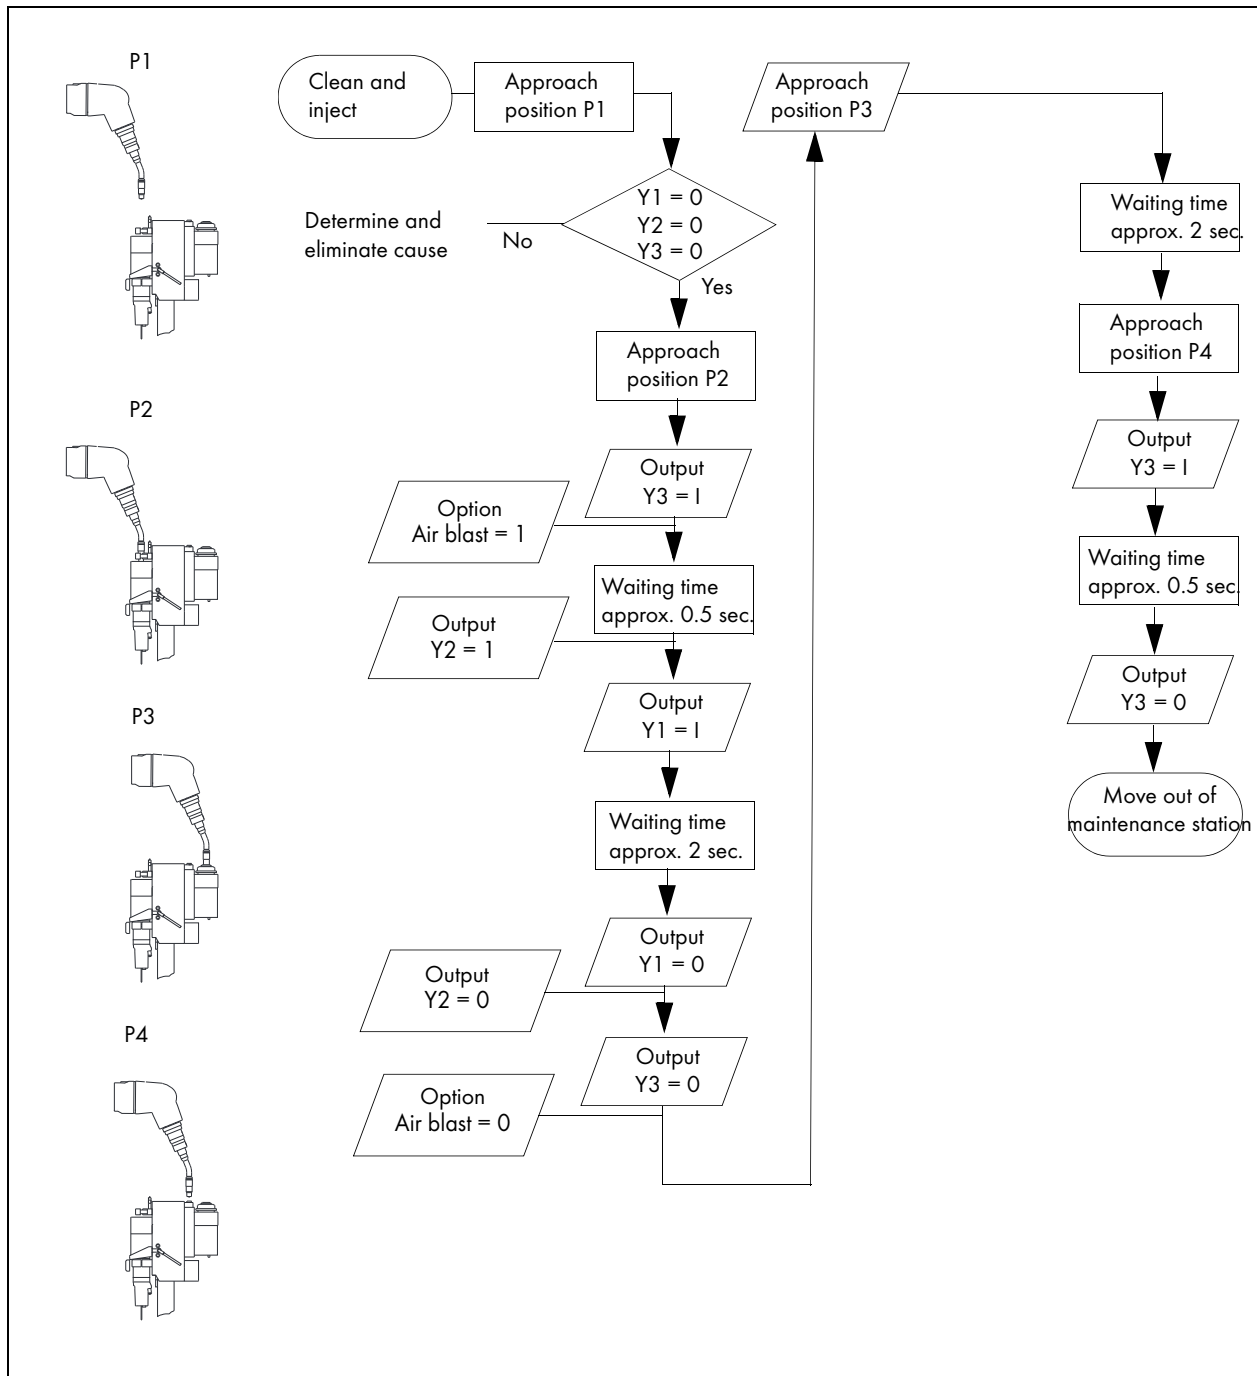 P1
Clean and
inject
Approach
position P1
Y1 = 0
Y2 = 0
Y3 = 0
No
Determine and
eliminate cause
Yes
P2
Approach
position P2
Output
Y3 = I
Option
Air blast = 1
Waiting time
approx. 0.5 sec.
Output
Y2 = 1
Output
Y1 = I
P3
Waiting time
approx. 2 sec.
Output
Y1 = 0
Output
Y2 = 0
P4
Output
Y3 = 0
Option
Air blast = 0
Approach
position P3
Waiting time
approx. 2 sec.
Approach
position P4
Output
Y3 = I
Waiting time
approx. 0.5 sec.
Output
Y3 = 0
Move out of
maintenance station